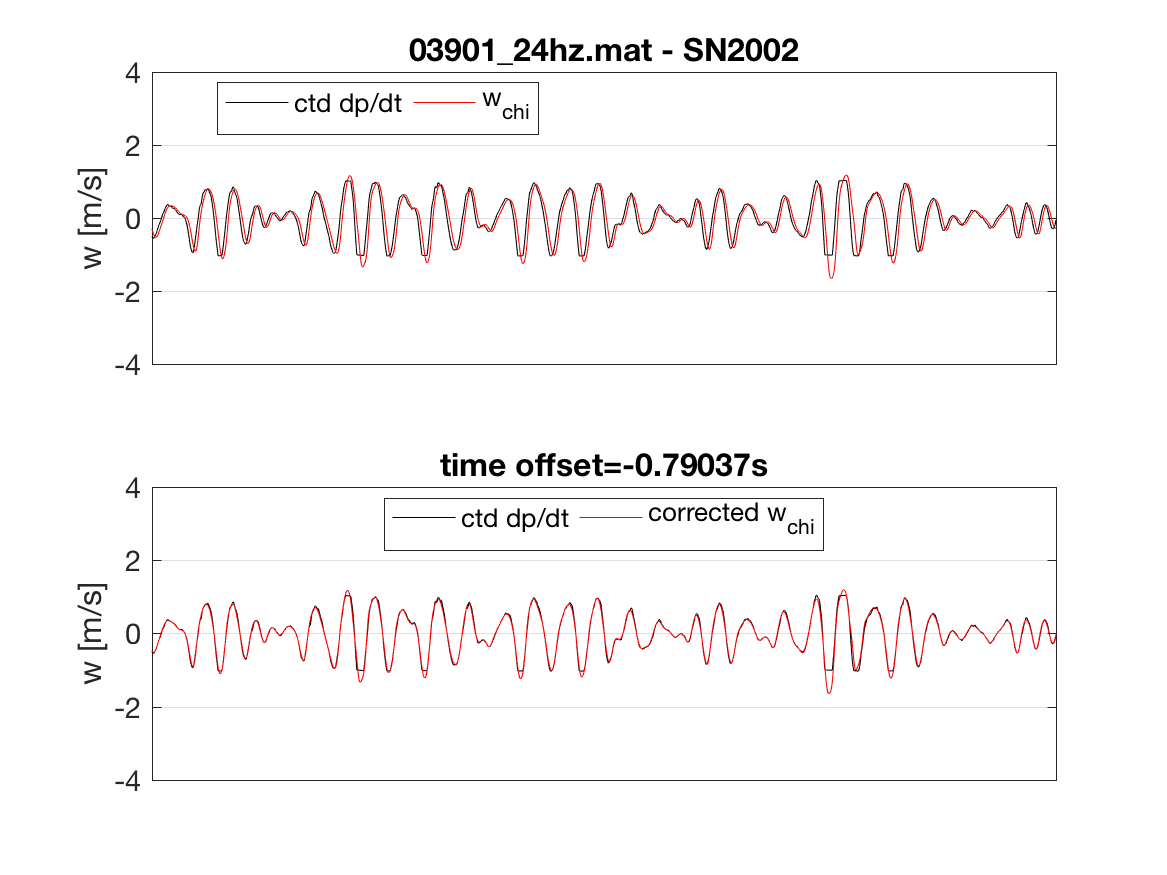 03901_24hz.mat - SN2002
4
ctd dp/dt w_chi
2
0
-2
-4
w [m/s]
time offset=-0.79037s
4
ctd dp/dt corrected w_chi
2
0
-2
-4
w [m/s]